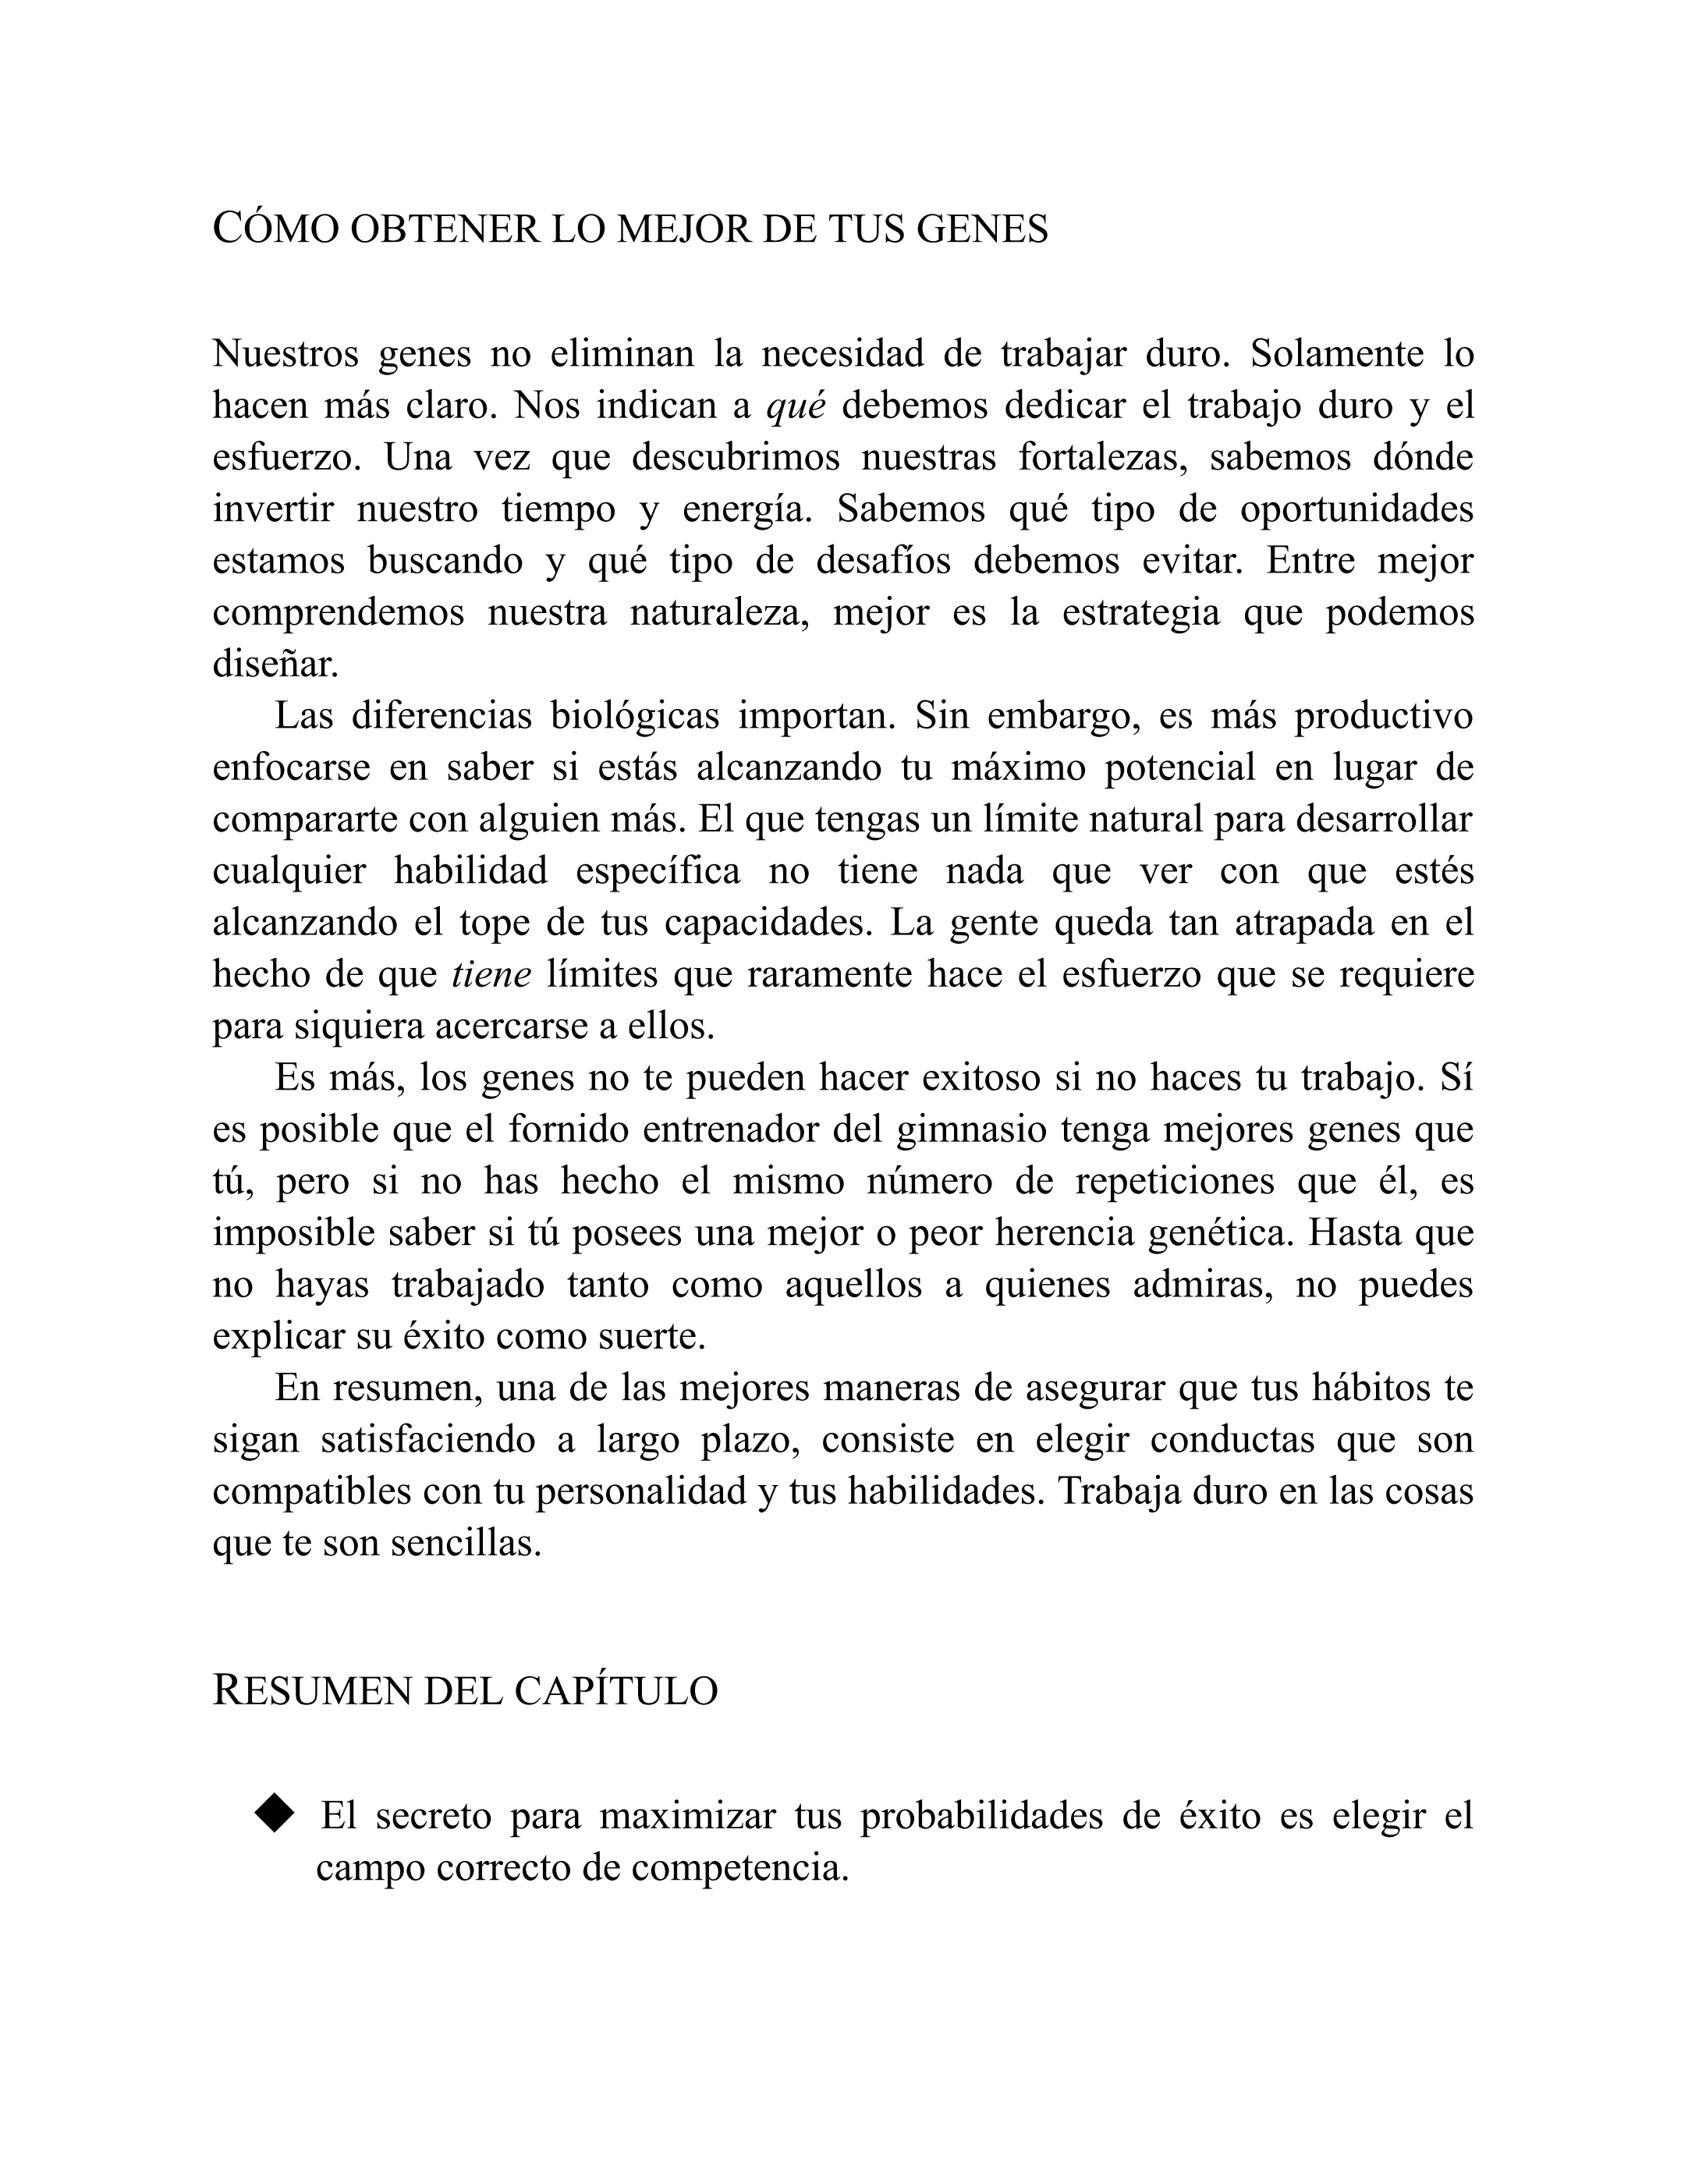 CÓMO OBTENER LO MEJOR DE TUS GENES
Nuestros genes no eliminan la necesidad de trabajar duro. Solamente lo
hacen más claro. Nos indican a qué debemos dedicar el trabajo duro y el
esfuerzo. Una vez que descubrimos nuestras fortalezas, sabemos dónde
invertir nuestro tiempo y energía. Sabemos qué tipo de oportunidades
estamos buscando y qué tipo de desafíos debemos evitar. Entre mejor
comprendemos nuestra naturaleza, mejor es la estrategia que podemos
diseñar.
Las diferencias biológicas importan. Sin embargo, es más productivo
enfocarse en saber si estás alcanzando tu máximo potencial en lugar de
compararte con alguien más. El que tengas un límite natural para desarrollar
cualquier habilidad específica no tiene nada que ver con que estés
alcanzando el tope de tus capacidades. La gente queda tan atrapada en el
hecho de que tiene límites que raramente hace el esfuerzo que se requiere
para siquiera acercarse a ellos.
Es más, los genes no te pueden hacer exitoso si no haces tu trabajo. Sí
es posible que el fornido entrenador del gimnasio tenga mejores genes que
tú, pero si no has hecho el mismo número de repeticiones que él, es
imposible saber si tú posees una mejor o peor herencia genética. Hasta que
no hayas trabajado tanto como aquellos a quienes admiras, no puedes
explicar su éxito como suerte.
En resumen, una de las mejores maneras de asegurar que tus hábitos te
sigan satisfaciendo a largo plazo, consiste en elegir conductas que son
compatibles con tu personalidad y tus habilidades. Trabaja duro en las cosas
que te son sencillas.
RESUMEN DEL CAPÍTULO
◆ El secreto para maximizar tus probabilidades de éxito es elegir el
campo correcto de competencia.